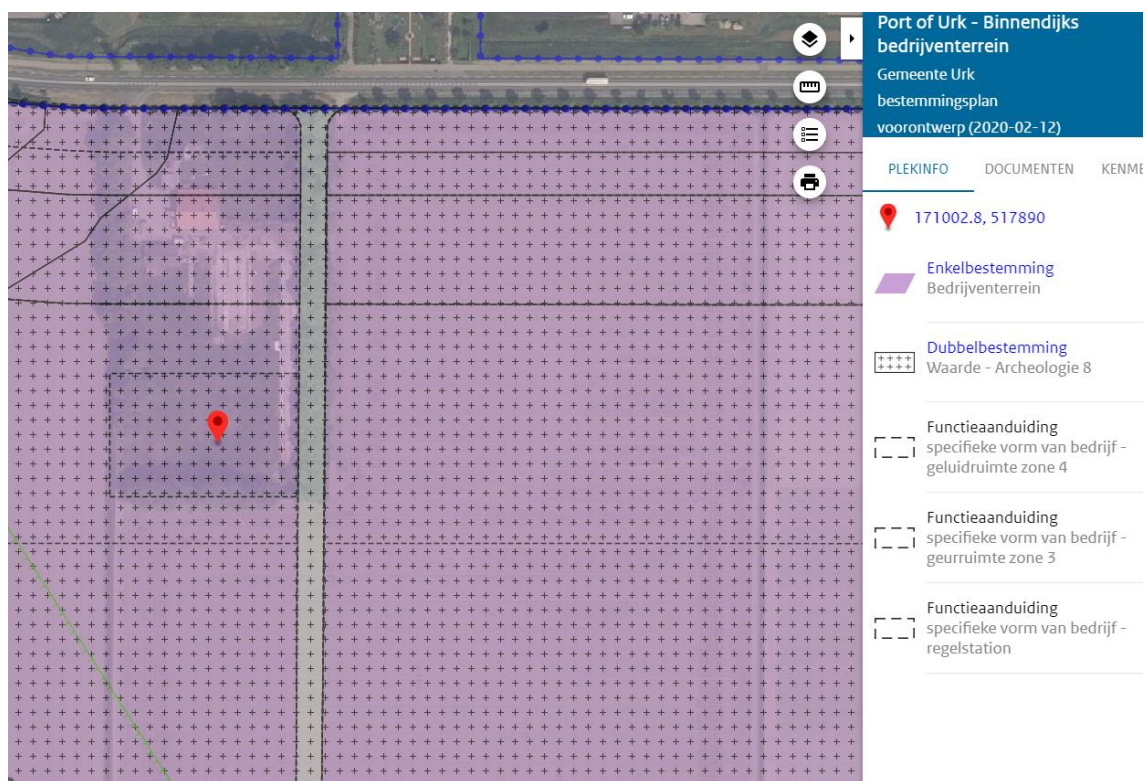 Port of Urk - Binnendijks
bedrijventerrein
Gemeente Urk
bestemmingsplan
voorontwerp (2020-02-12)
PLEKINFO DOCUMENTEN KENME
171002.8, 517890
Enkelbestemming
Bedrijventerrein
Dubbelbestemming
Waarde - Archeologie 8
Functieaanduiding
specifieke vorm van bedrijf -
geluidruimte zone 4
Functieaanduiding
specifieke vorm van bedrijf -
geurruimte zone 3
Functieaanduiding
specifieke vorm van bedrijf -
regelstation